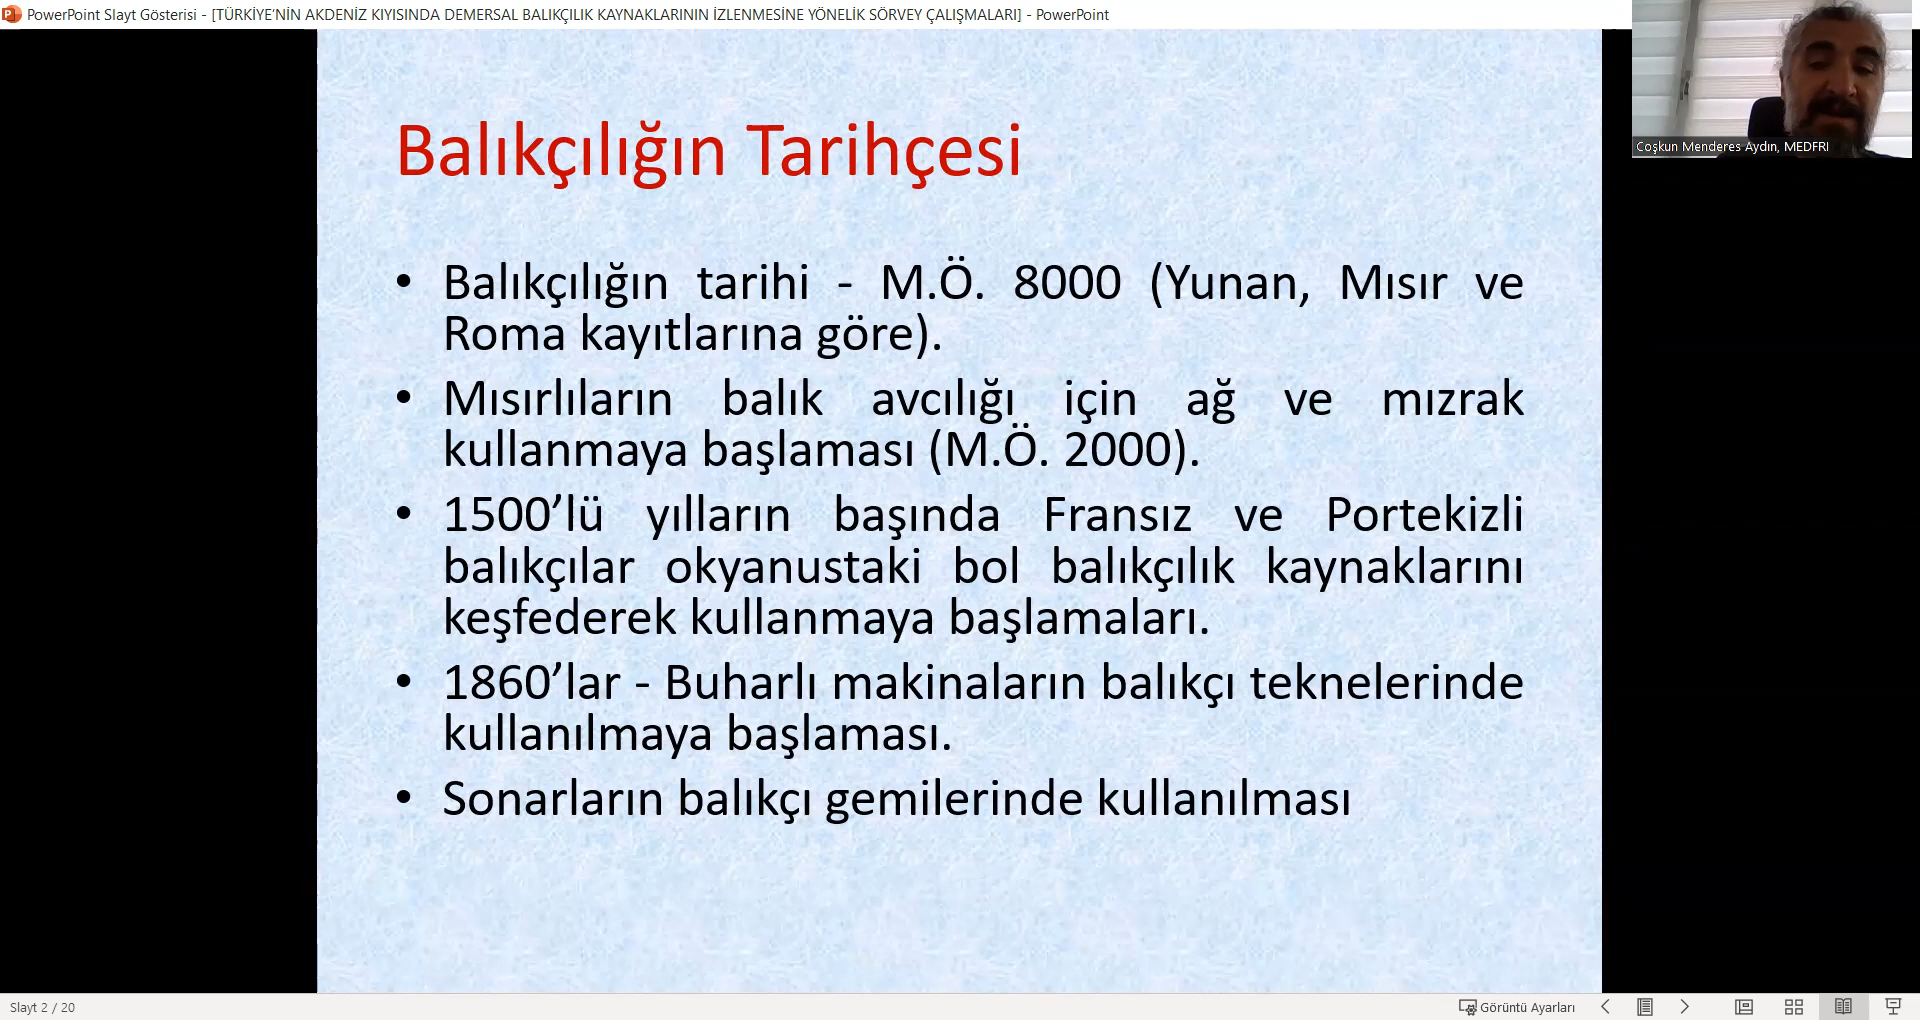 PowerPoint Slayt Gösterisi - [TÜRKİYE'NİN AKDENİZ KIYISINDA DEMERSAL BALIKÇILIK KAYNAKLARININ İZLENMESİNE YÖNELİK SÖRVEY ÇALIŞMALARI] - PowerPoint
Coşkun Menderes Aydın, MEDFRI
Balıkçılığın Tarihçesi
• Balıkçılığın tarihi - M.Ö. 8000 (Yunan, Mısır ve
Roma kayıtlarına göre).
• Mısırlıların balık avcılığı için ağ ve mızrak
kullanmaya başlaması (M.Ö. 2000).
• 1500’lü yılların başında Fransız ve Portekizli
balıkçılar okyanustaki bol balıkçılık kaynaklarını
keşfederek kullanmaya başlamaları.
• 1860’lar - Buharlı makinaların balıkçı teknelerinde
kullanılmaya başlaması.
• Sonarların balıkçı gemilerinde kullanılması
Slayt 2 / 20
Görüntü Ayarları